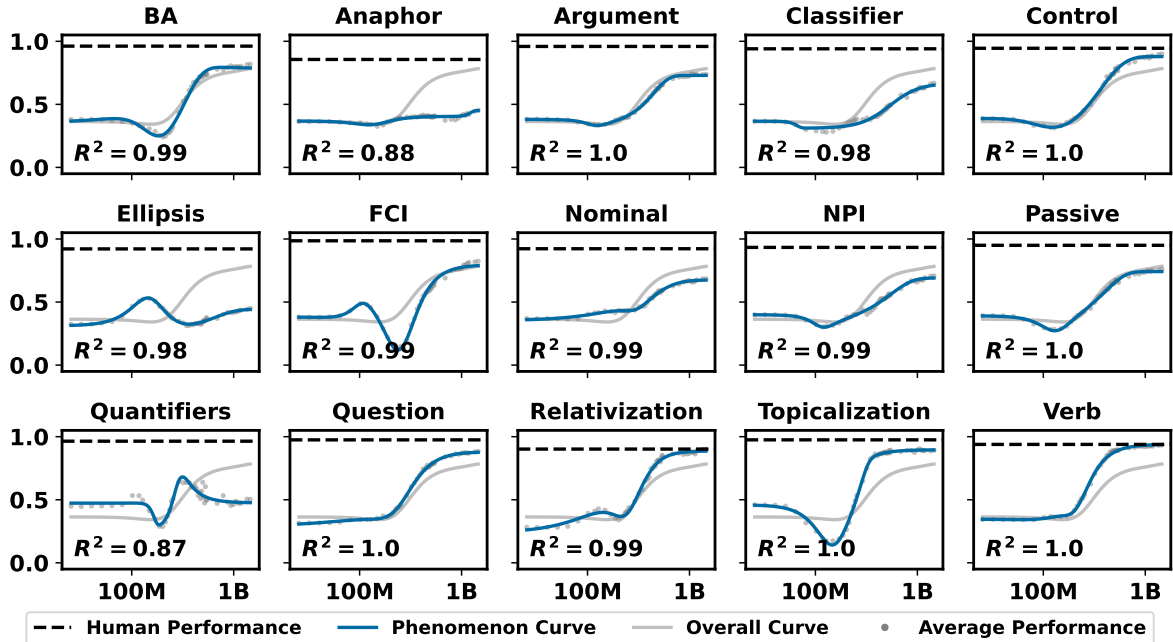 BA Anaphor Argument Classifier Control
1.0
0.5
0.0
R² = 0.99 R² = 0.88 R² = 1.0 R² = 0.98 R² = 1.0
Ellipsis FCI Nominal NPI Passive
1.0
0.5
0.0
R² = 0.98 R² = 0.99 R² = 0.99 R² = 0.99 R² = 1.0
Quantifiers Question Relativization Topicalization Verb
1.0
0.5
0.0
R² = 0.87 R² = 1.0 R² = 0.99 R² = 1.0 R² = 1.0
100M 1B 100M 1B 100M 1B 100M 1B 100M 1B
Human Performance Phenomenon Curve Overall Curve Average Performance